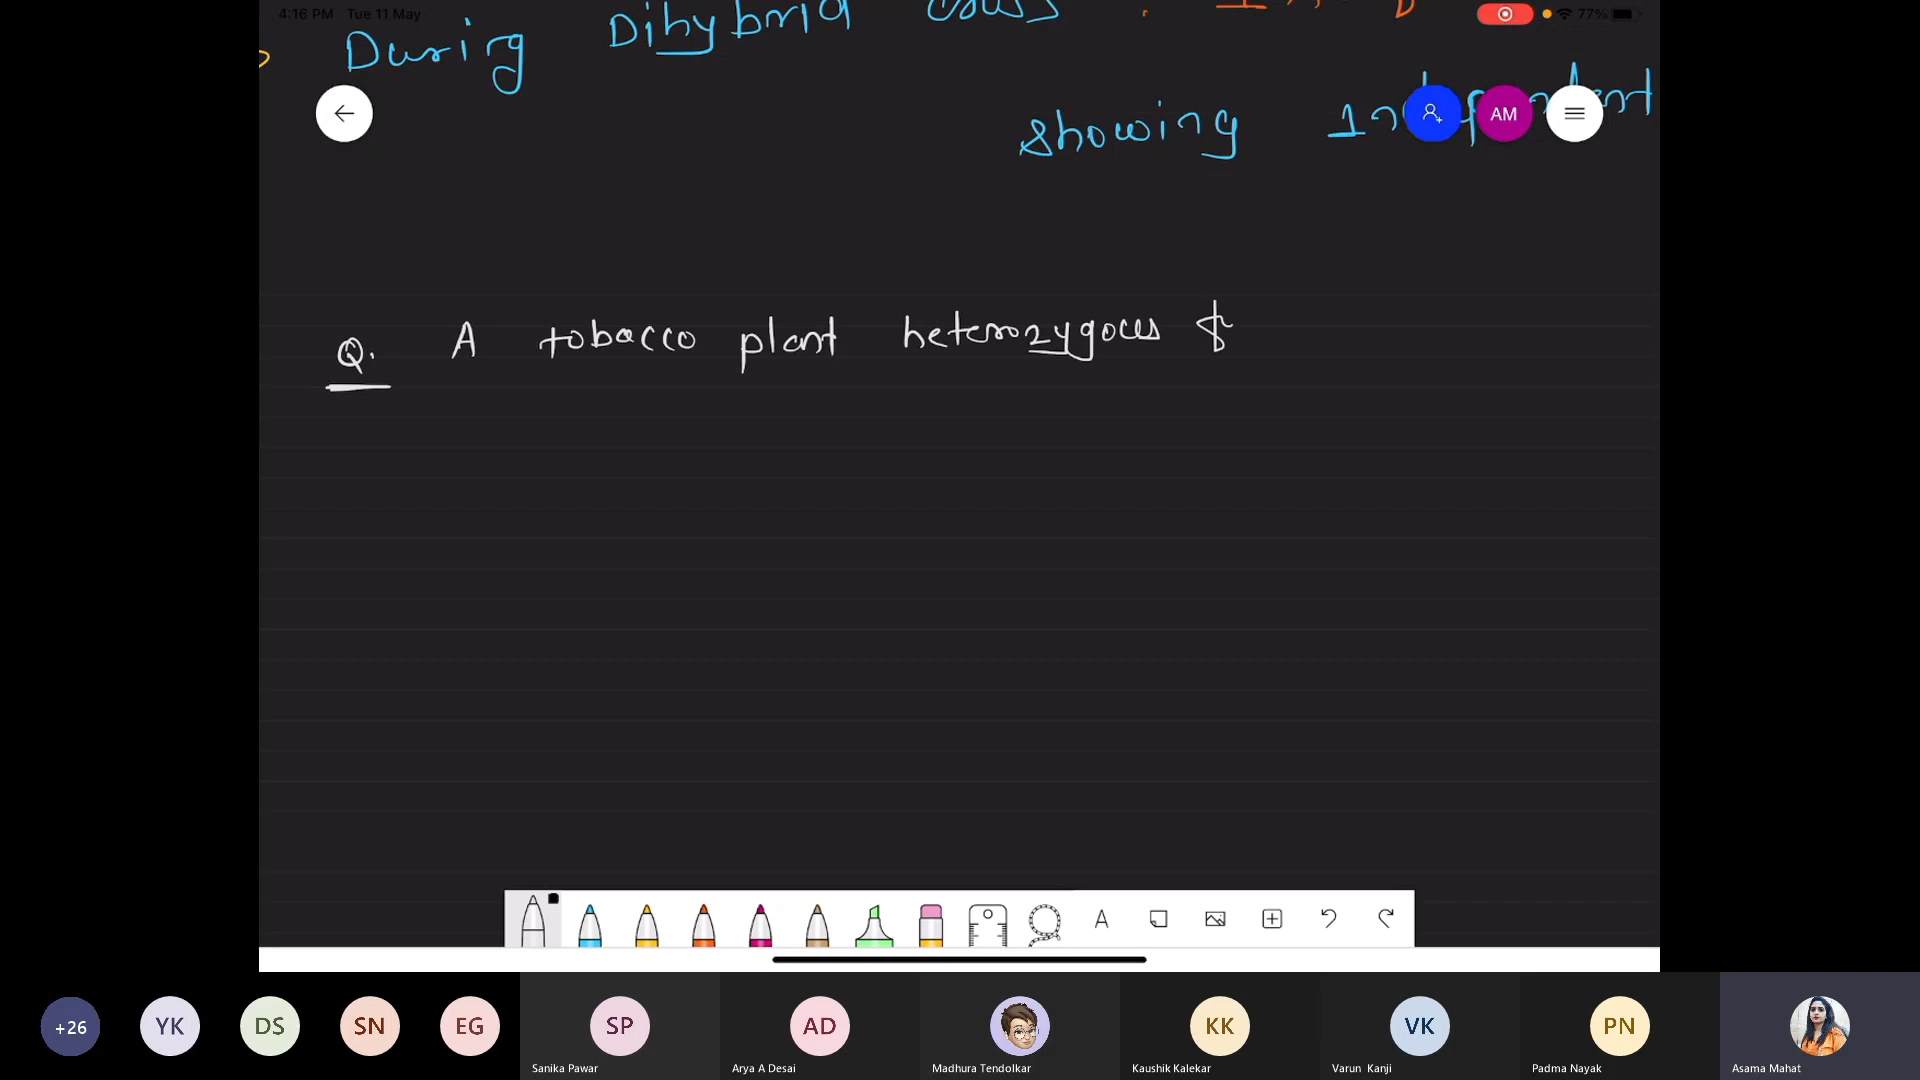 4:16 PM Tue 11 May
77%
During Dihybrid
showing
AM
Q. A tobacco plant heterozygous
A
+26
YK
DS
SN
EG
SP
AD
KK
VK
PN
Sanika Pawar
Arya A Desai
Madhura Tendolkar
Kaushik Kalekar
Varun Kanji
Padma Nayak
Asama Mahat